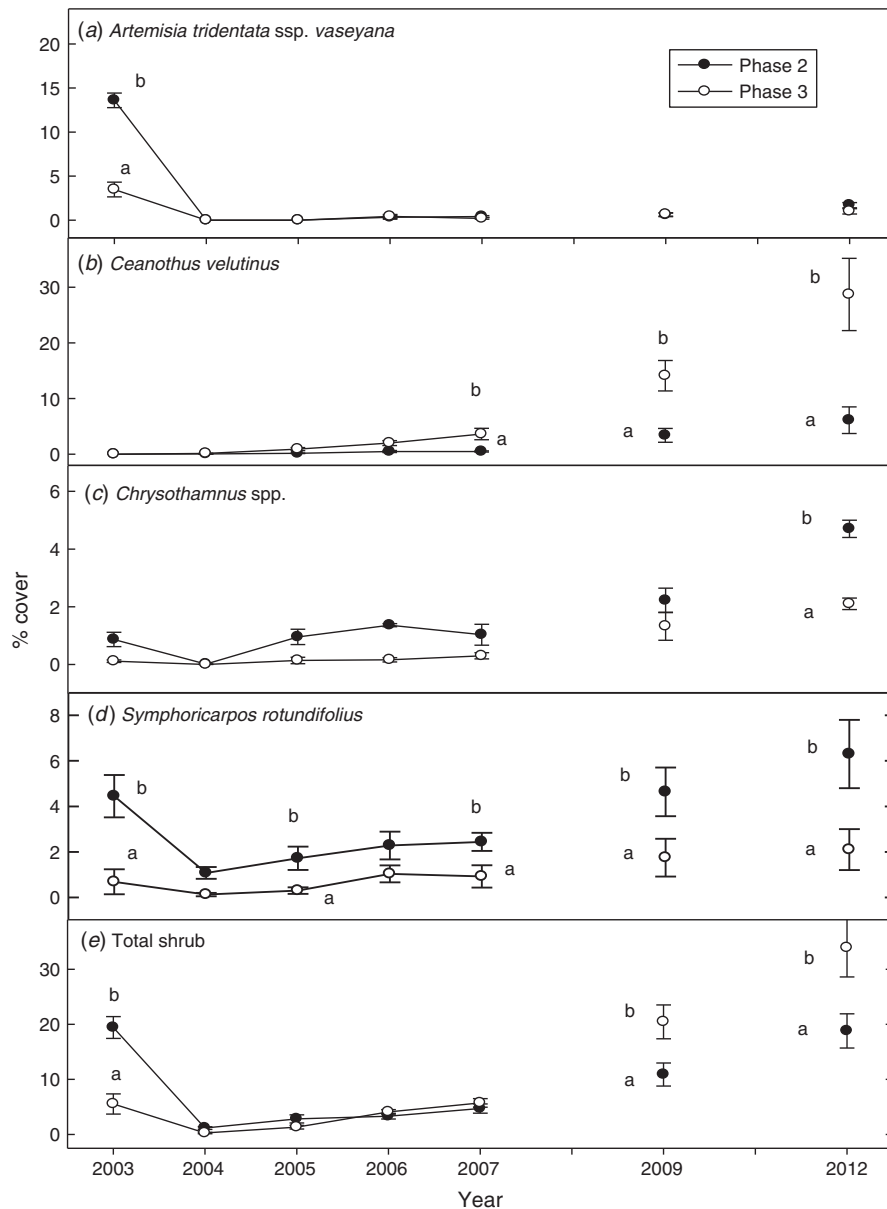 (a) Artemisia tridentata ssp. vaseyana
Phase 2
Phase 3
20
15
10
5
0
b
a
(b) Ceanothus velutinus
30
20
10
0
b
a
b
a
b
a
(c) Chrysothamnus spp.
6
4
2
0
b
a
% cover
(d) Symphoricarpos rotundifolius
8
6
4
2
0
b
a
b
a
b
a
b
a
b
a
(e) Total shrub
30
20
10
0
b
a
b
a
b
a
2003 2004 2005 2006 2007 2009 2012
Year